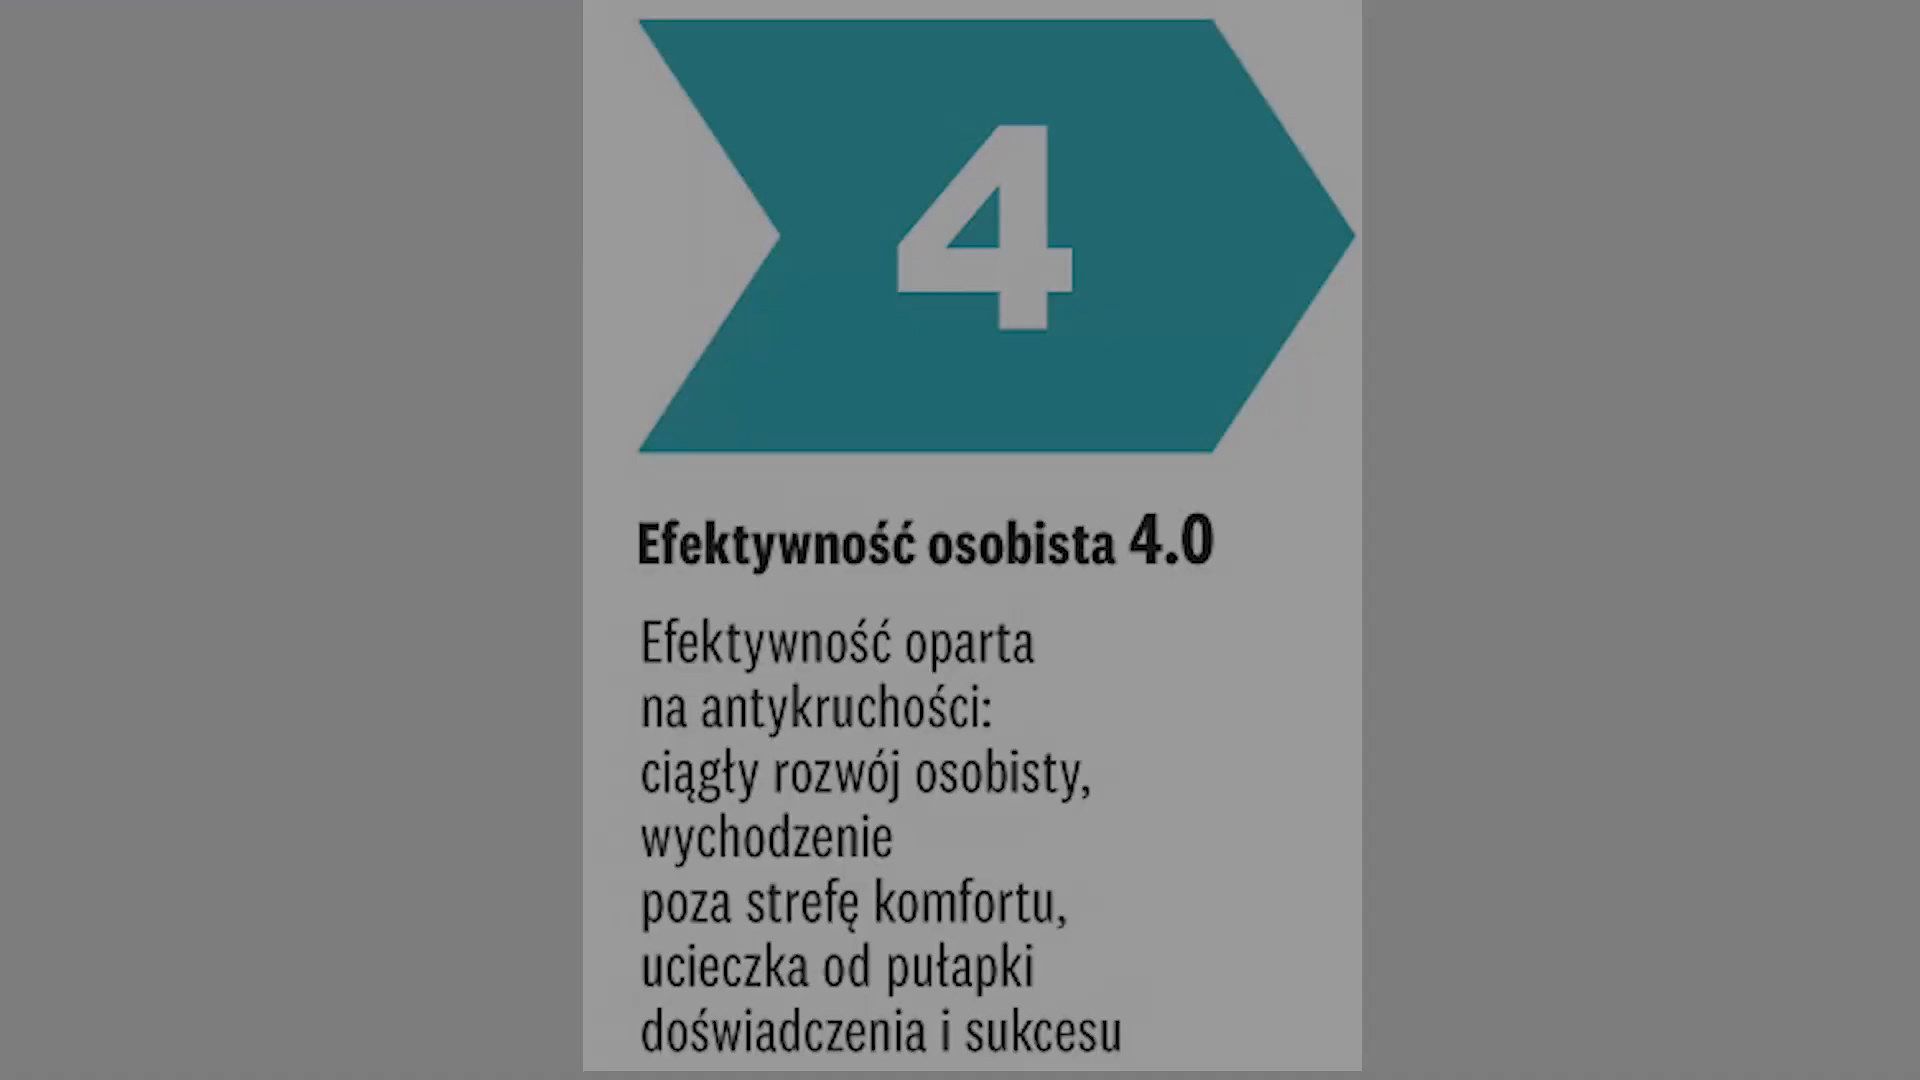 4
Efektywność osobista 4.0
Efektywność oparta
na antykruchości:
ciągły rozwój osobisty,
wychodzenie
poza strefę komfortu,
ucieczka od pułapki
doświadczenia i sukcesu